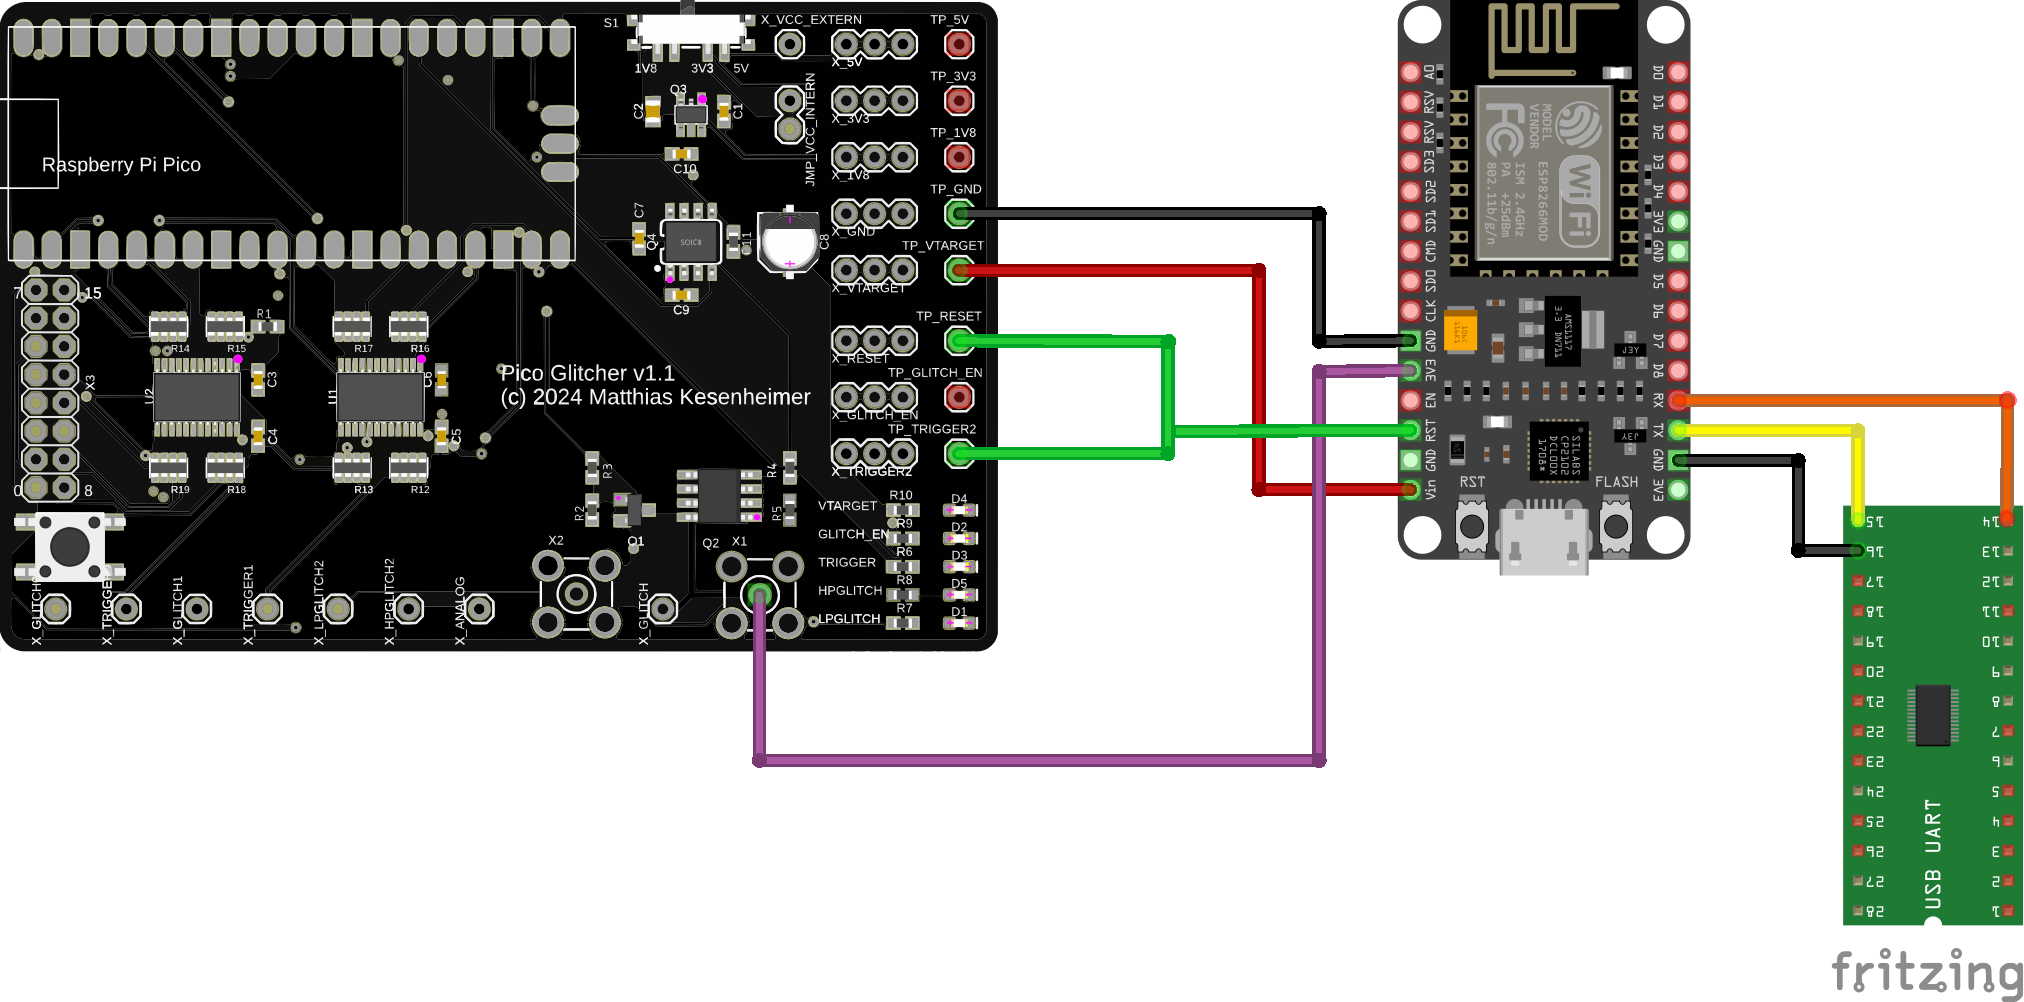 S1
X_VCC_EXTERN
TP_5V
X_5V
1V8
3V3
5V
TP_3V3
X_3V3
Q3
C2
C1
JMP_VCC_INTERN
TP_1V8
X_1V8
C10
Raspberry Pi Pico
TP_GND
X_GND
C7
Q4
SOIC8
C8
TP_VTARGET
X_VTARGET
C9
7
15
R1
R14
R15
R17
R16
TP_RESET
X_RESET
Pico Glitcher v1.1
(c) 2024 Matthias Kesenheimer
TP_GLITCH_EN
X_GLITCH_EN
X3
U2
C3
U1
C6
C4
C5
TP_TRIGGER2
X_TRIGGER2
R19
R18
R13
R12
R3
R4
0
8
R2
R5
VTARGET
R10
D4
GLITCH_EN
R9
D2
TRIGGER
R6
D3
HPGLITCH
R8
D5
LPGLITCH
R7
D1
X2
Q1
Q2
X1
X_GLITCH1
X_TRIGGER1
X_LPGLITCH2
X_HPGLITCH2
X_ANALOG
X_GLITCH
A0
RSV
RSV
SD3
SD2
SD1
CMD
SD0
CLK
GND
3V3
EN
RST
GND
Vin
D0
D1
D2
D3
D4
3V3
GND
D5
D6
D7
D8
RX
TX
GND
3V3
MODEL
VENDOR
ESP8266MOD
ISM 2.4GHz
PA +25dBm
802.11b/g/n
FCC
WiFi
AMS1117
J3Y
J3Y
SILABS
CP2102
RST
FLASH
15
14
16
13
17
12
18
11
19
10
20
9
21
8
22
7
23
6
24
5
25
4
26
3
27
2
28
1
USB UART
fritzing